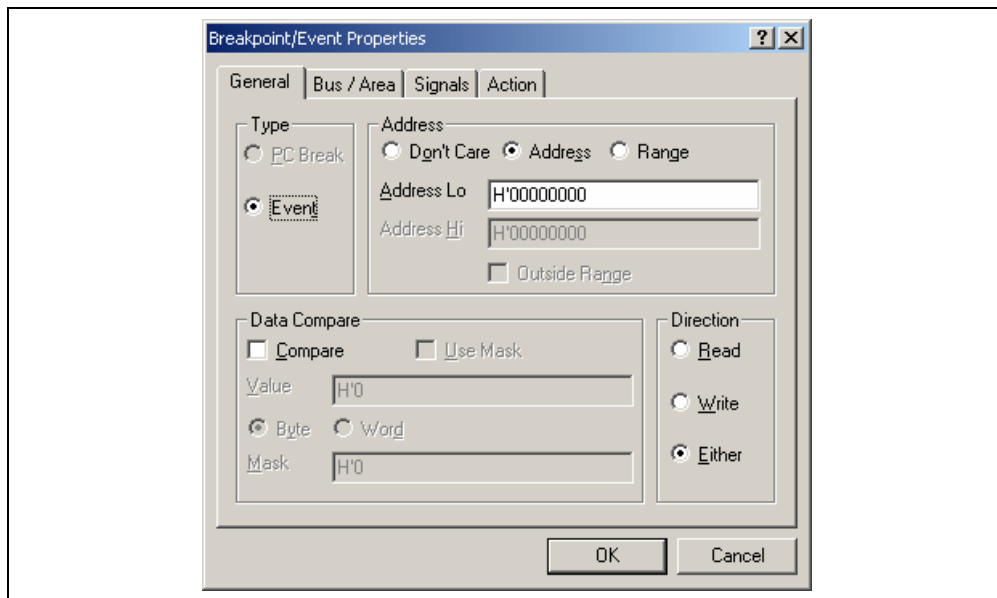 Breakpoint/Event Properties
General Bus / Area Signals Action
Type
PC Break
Event
Address
Don't Care Address Range
Address Lo H'00000000
Address Hi H'00000000
Outside Range
Data Compare
Compare Use Mask
Value H'0
Byte Word
Mask H'0
Direction
Read
Write
Either
OK Cancel